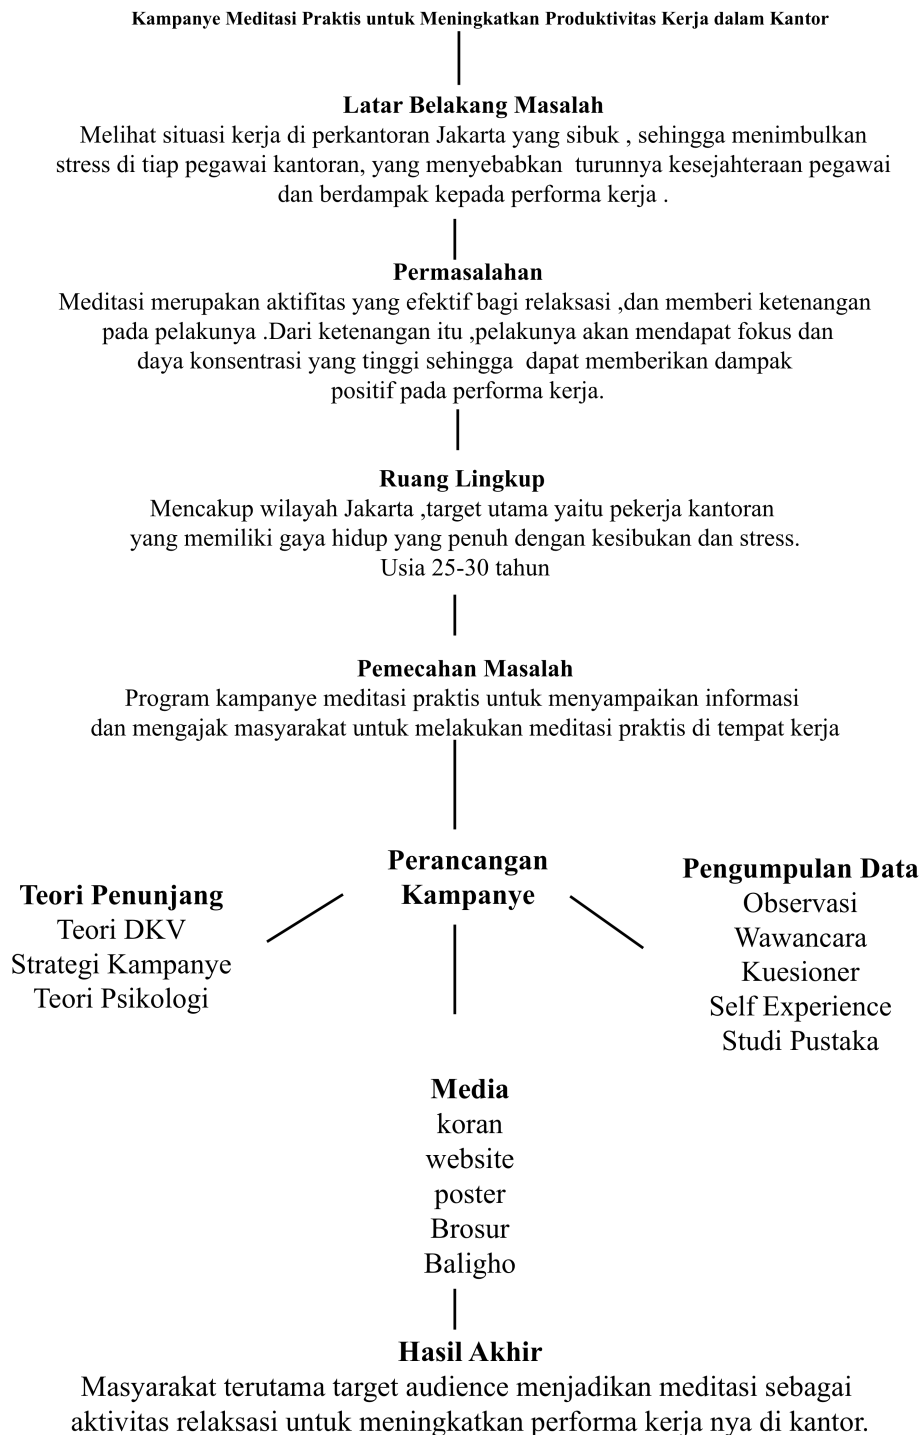 Kampanye Meditasi Praktis untuk Meningkatkan Produktivitas Kerja dalam Kantor
Latar Belakang Masalah
Melihat situasi kerja di perkantoran Jakarta yang sibuk , sehingga menimbulkan
stress di tiap pegawai kantoran, yang menyebabkan  turunnya kesejahteraan pegawai
dan berdampak kepada performa kerja .
Permasalahan
Meditasi merupakan aktifitas yang efektif bagi relaksasi ,dan memberi ketenangan
pada pelakunya .Dari ketenangan itu ,pelakunya akan mendapat fokus dan
daya konsentrasi yang tinggi sehingga  dapat memberikan dampak
positif pada performa kerja.
Ruang Lingkup
Mencakup wilayah Jakarta ,target utama yaitu pekerja kantoran
yang memiliki gaya hidup yang penuh dengan kesibukan dan stress.
Usia 25-30 tahun
Pemecahan Masalah
Program kampanye meditasi praktis untuk menyampaikan informasi
dan mengajak masyarakat untuk melakukan meditasi praktis di tempat kerja
Perancangan
Kampanye
Teori Penunjang
Teori DKV
Strategi Kampanye
Teori Psikologi
Pengumpulan Data
Observasi
Wawancara
Kuesioner
Self Experience
Studi Pustaka
Media
koran
website
poster
Brosur
Baligho
Hasil Akhir
Masyarakat terutama target audience menjadikan meditasi sebagai
aktivitas relaksasi untuk meningkatkan performa kerja nya di kantor.